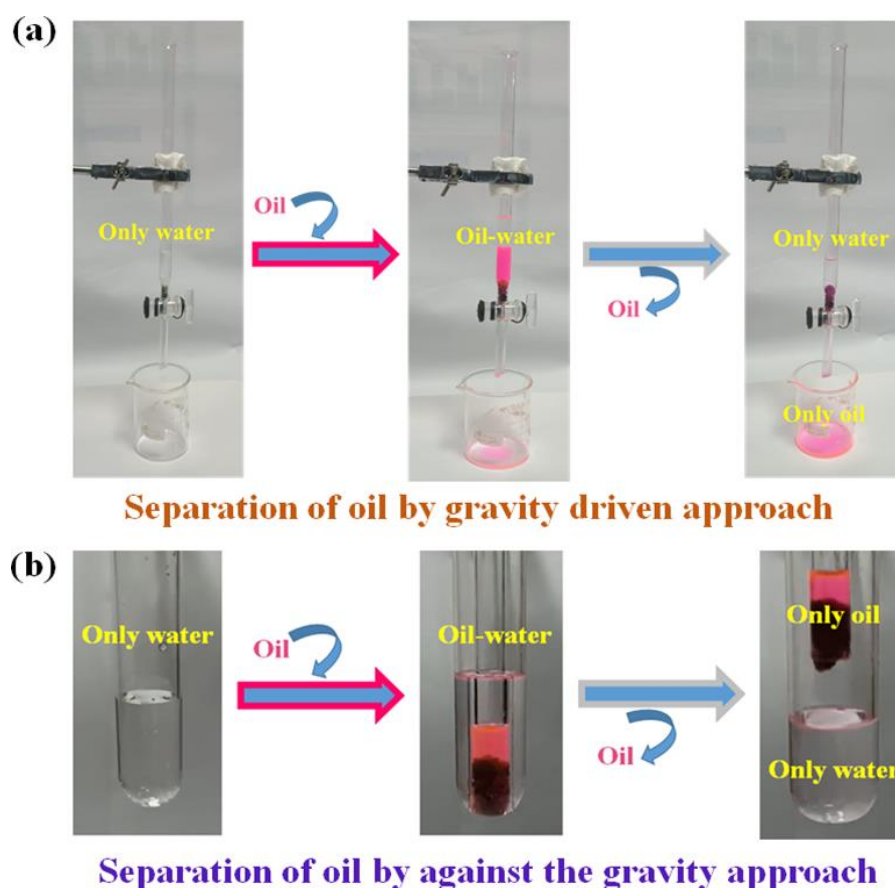 (a)
Only water
Oil
Oil-water
Oil
Only water
Only oil
Separation of oil by gravity driven approach
(b)
Only water
Oil
Oil-water
Oil
Only oil
Only water
Separation of oil by against the gravity approach